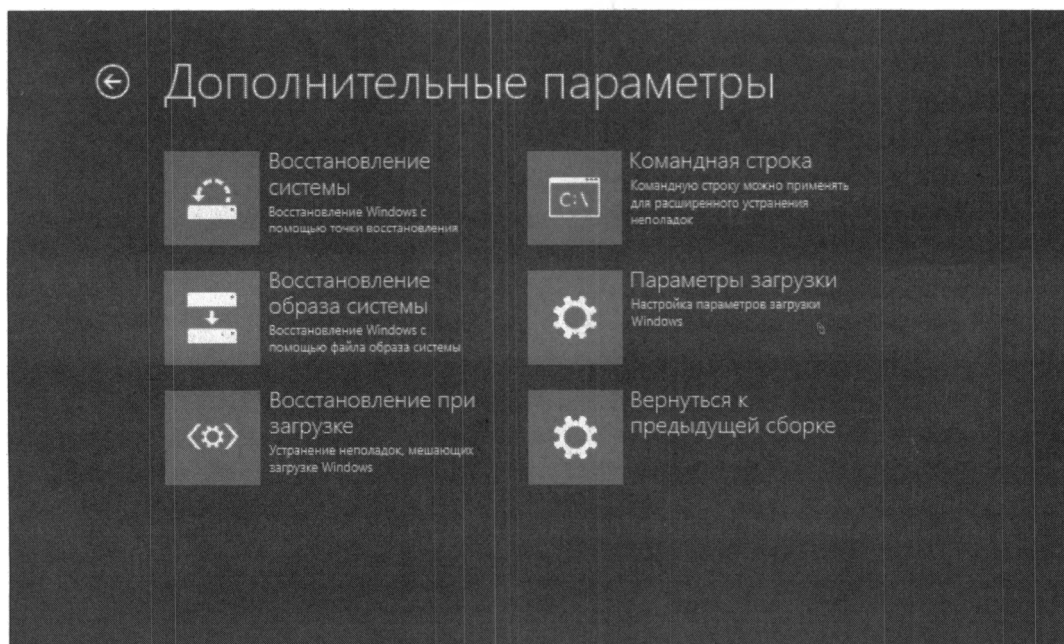 Дополнительные параметры
Восстановление
системы
Восстановление Windows с
помощью точки восстановления
Восстановление
образа системы
Восстановление Windows с
помощью файла образа системы
Восстановление при
загрузке
Устранение неполадок, мешающих
загрузке Windows
Командная строка
Командную строку можно применять
для расширенного устранения
неполадок
C:\
Параметры загрузки
Настройка параметров загрузки
Windows
Вернуться к
предыдущей сборке